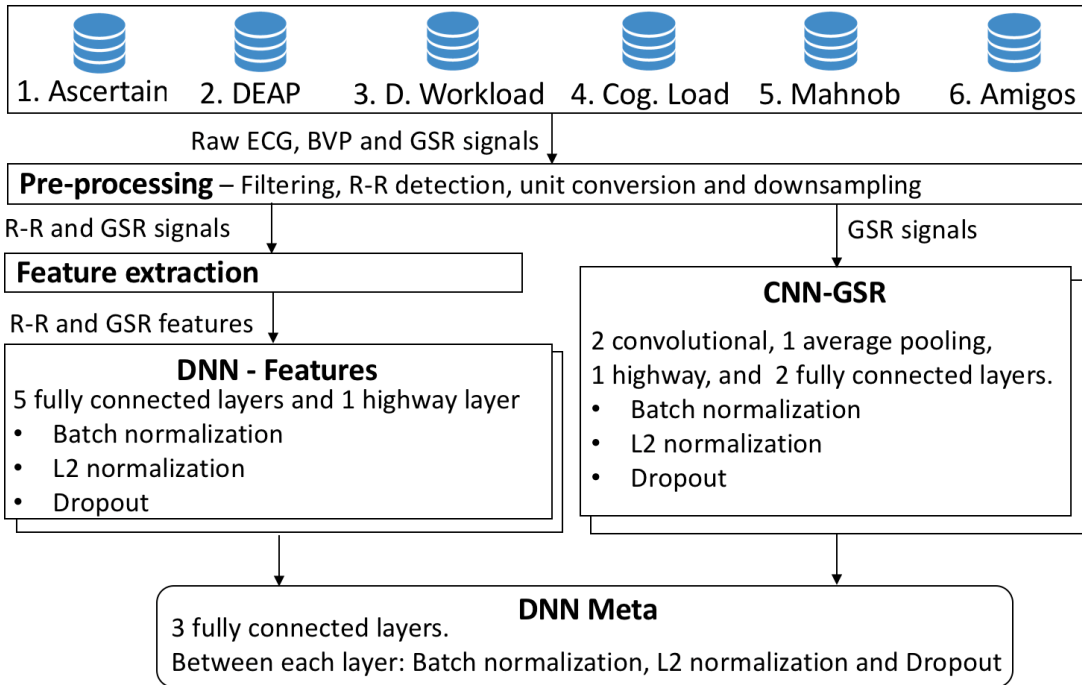 1. Ascertain 2. DEAP 3. D. Workload 4. Cog. Load 5. Mahnob 6. Amigos
Raw ECG, BVP and GSR signals
Pre-processing – Filtering, R-R detection, unit conversion and downsampling
R-R and GSR signals
GSR signals
Feature extraction
R-R and GSR features
DNN - Features
5 fully connected layers and 1 highway layer
• Batch normalization
• L2 normalization
• Dropout
CNN-GSR
2 convolutional, 1 average pooling,
1 highway, and 2 fully connected layers.
• Batch normalization
• L2 normalization
• Dropout
DNN Meta
3 fully connected layers.
Between each layer: Batch normalization, L2 normalization and Dropout